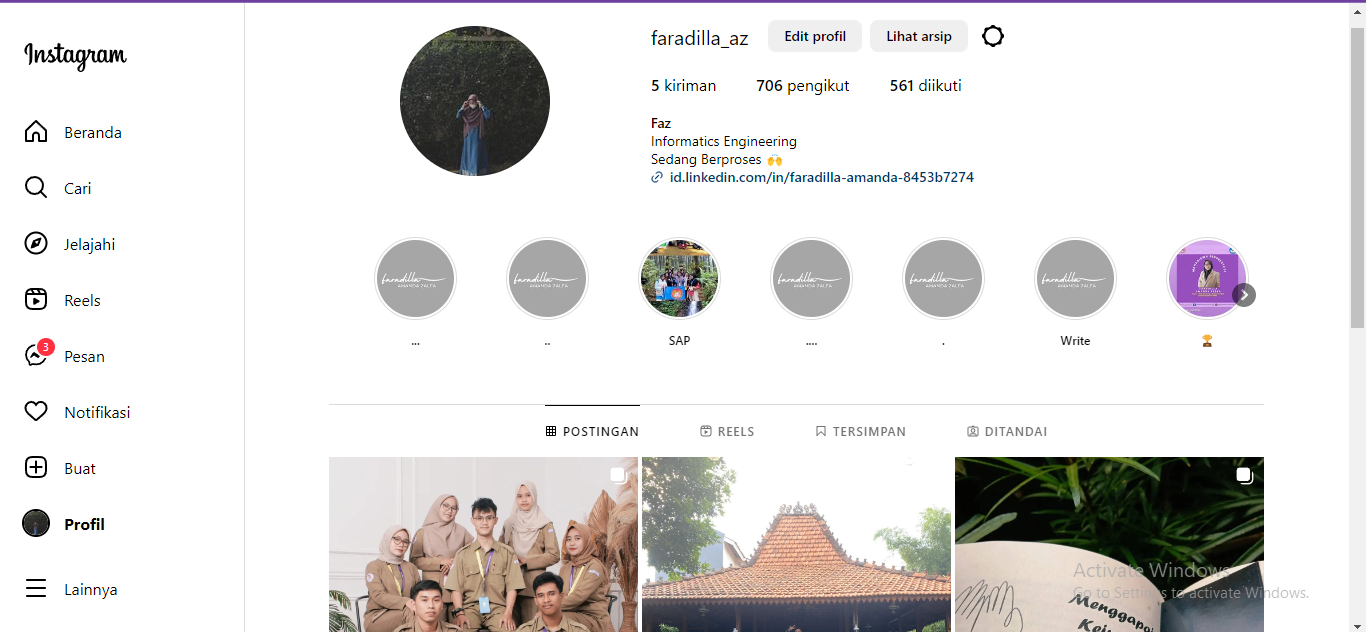 Instagram
Beranda
Cari
Jelajahi
Reels
3
Pesan
Notifikasi
Buat
Profil
Lainnya
faradilla_az
Edit profil
Lihat arsip
5 kiriman
706 pengikut
561 diikuti
Faz
Informatics Engineering
Sedang Berproses 🙌
id.linkedin.com/in/faradilla-amanda-8453b7274
faradilla
AMANDA ZALFA
faradilla
AMANDA ZALFA
faradilla
AMANDA ZALFA
faradilla
AMANDA ZALFA
faradilla
AMANDA ZALFA
...
..
SAP
....
.
Write
🏆
POSTINGAN
REELS
TERSIMPAN
DITANDAI
Menggapai
Activate Windows
Go to Settings to activate Windows.